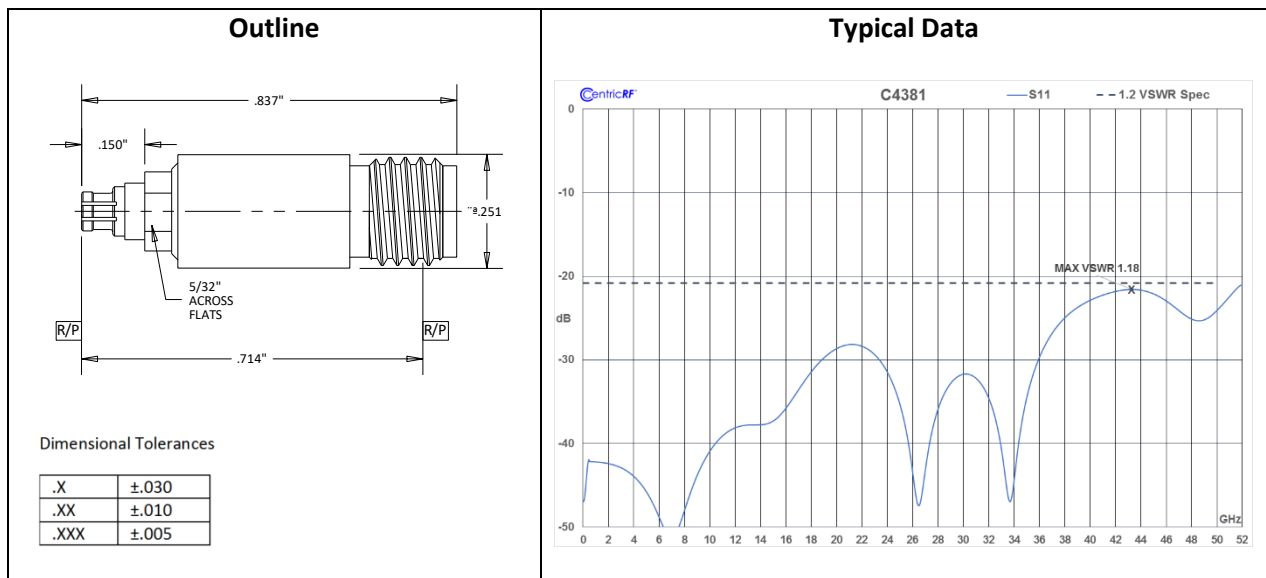 Outline
Typical Data
.837"
.150"
¨ª.251
5/32"
ACROSS
FLATS
R/P
R/P
.714"
Dimensional Tolerances
.X ±.030
.XX ±.010
.XXX ±.005
CentricRF
C4381
S11
1.2 VSWR Spec
0
-10
-20
MAX VSWR 1.18
dB
-30
-40
-50
GHz
0 2 4 6 8 10 12 14 16 18 20 22 24 26 28 30 32 34 36 38 40 42 44 46 48 50 52